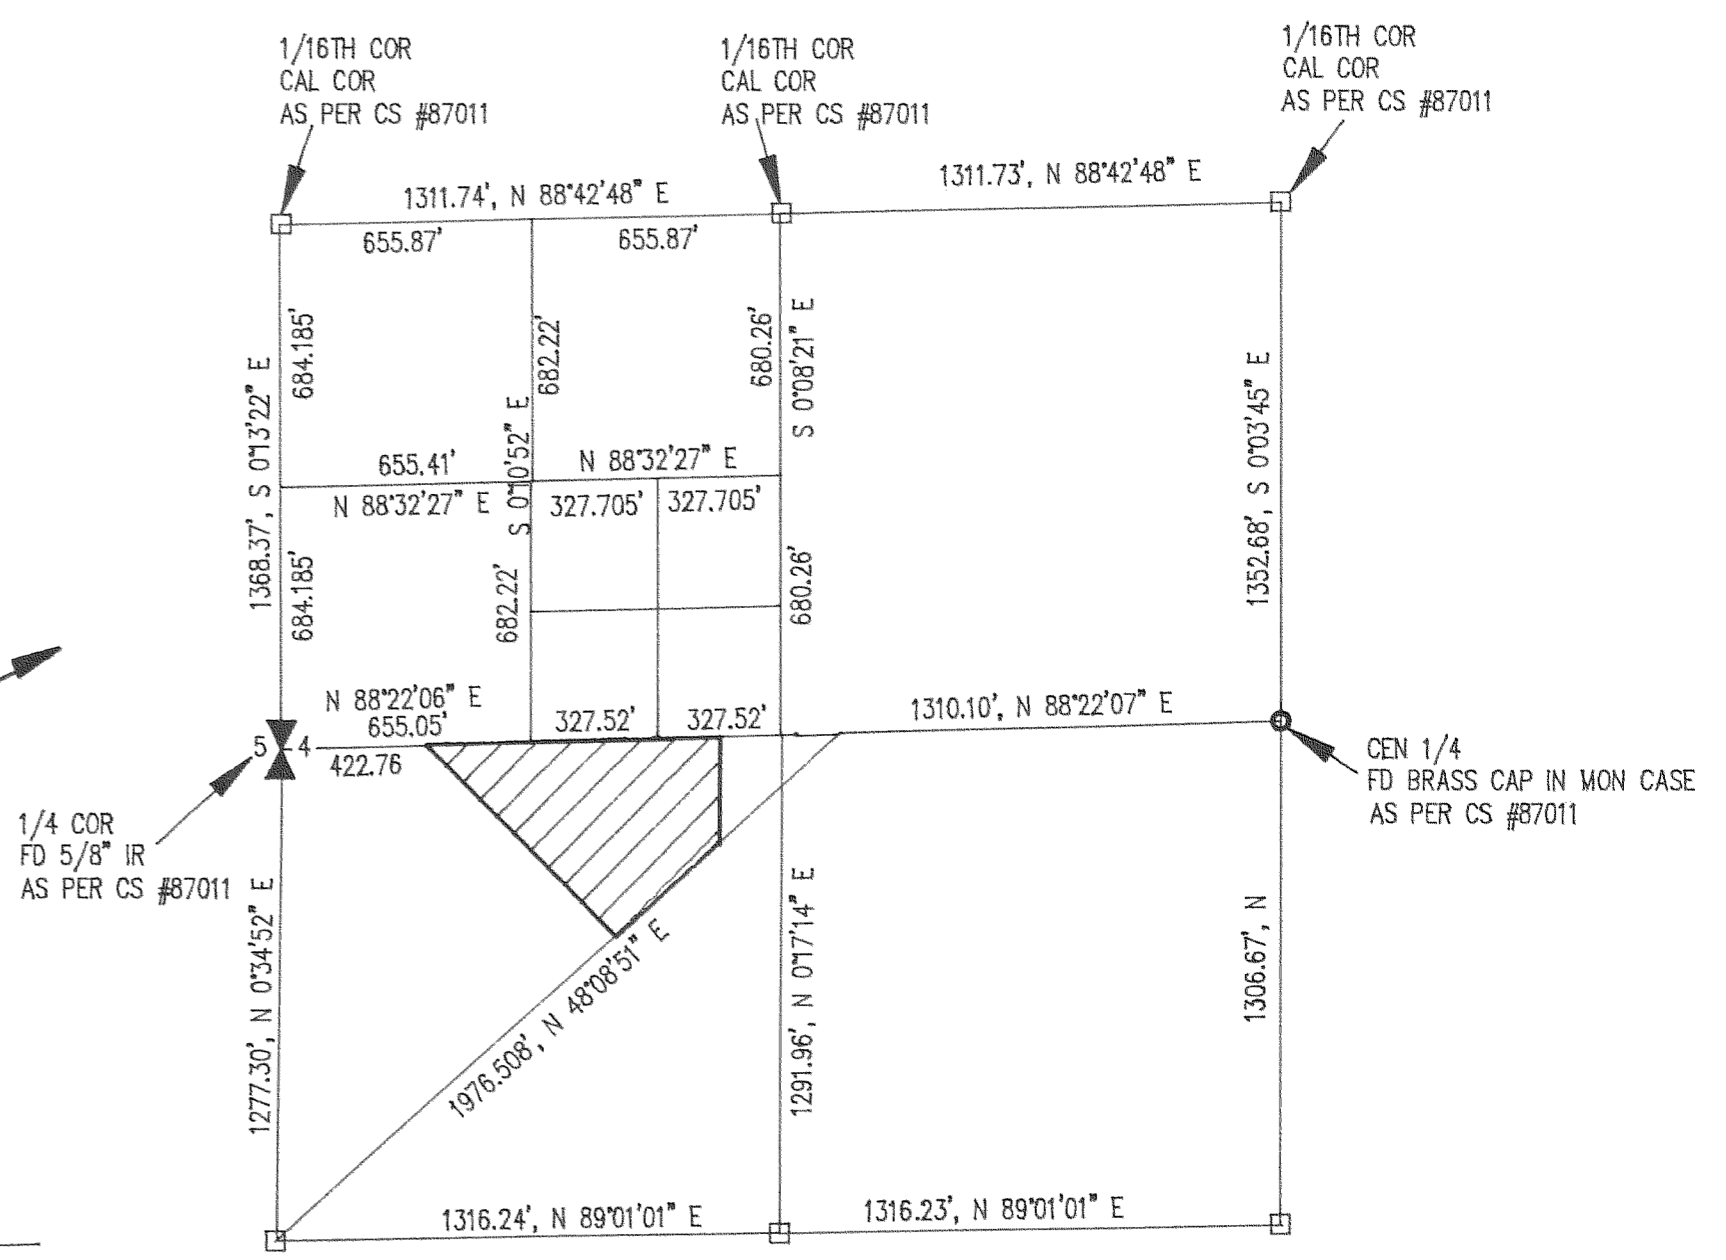 1/16TH COR
CAL COR
AS PER CS #87011
1/16TH COR
CAL COR
AS PER CS #87011
1/16TH COR
CAL COR
AS PER CS #87011
1311.74', N 88°42'48" E
1311.73', N 88°42'48" E
655.87'
655.87'
684.185'
682.22'
680.26'
S 0°08'21" E
1368.37', S 0°13'22" E
S 0°10'52" E
1352.68', S 0°03'45" E
655.41'
N 88°32'27" E
N 88°32'27" E
327.705'
327.705'
684.185'
682.22'
680.26'
N 88°22'06" E
655.05'
327.52'
327.52'
1310.10', N 88°22'07" E
5
4
422.76
CEN 1/4
FD BRASS CAP IN MON CASE
AS PER CS #87011
1/4 COR
FD 5/8" IR
AS PER CS #87011
1277.30', N 0°34'52" E
1976.508', N 48°08'51" E
1291.96', N 0°17'14" E
1306.67', N
1316.24', N 89°01'01" E
1316.23', N 89°01'01" E